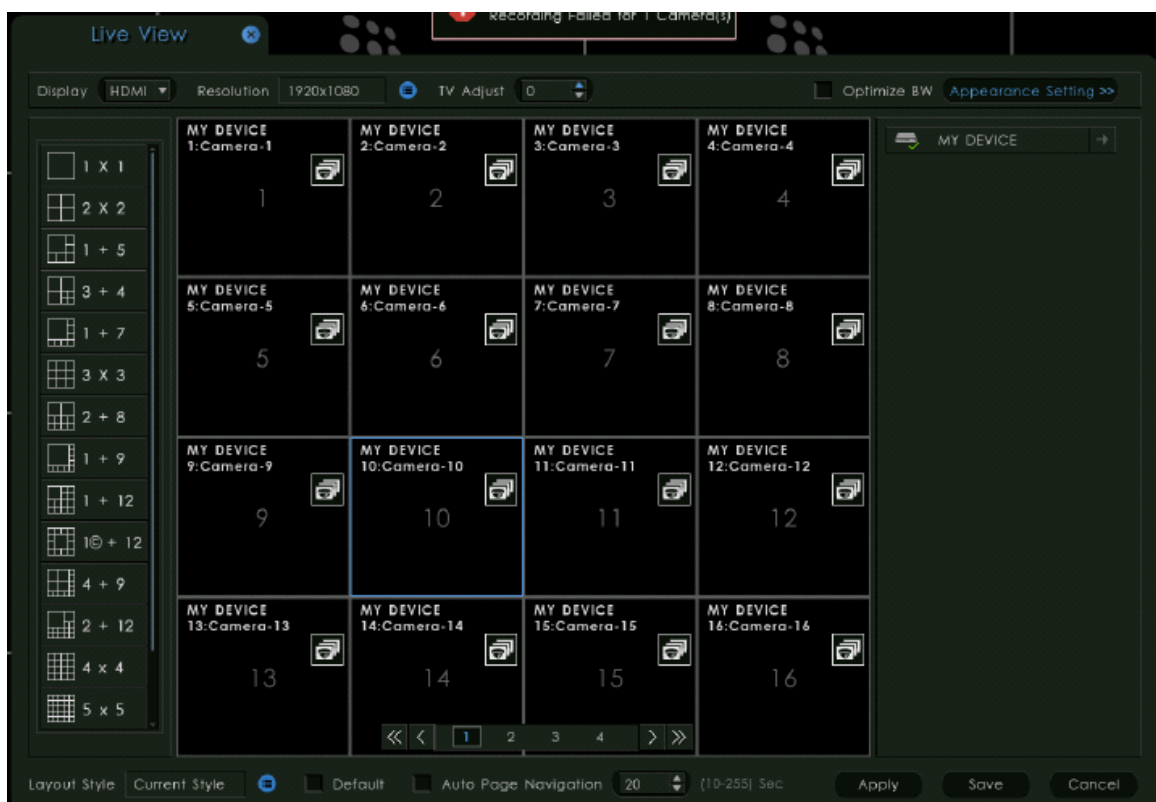 Recording Failed for 1 Camera(s)
Live View
Display HDMI Resolution 1920x1080 TV Adjust 0 Optimize BW Appearance Setting >>
1 X 1
2 X 2
1 + 5
3 + 4
1 + 7
3 X 3
2 + 8
1 + 9
1 + 12
1© + 12
4 + 9
2 + 12
4 x 4
5 x 5
MY DEVICE MY DEVICE MY DEVICE MY DEVICE
1:Camera-1 2:Camera-2 3:Camera-3 4:Camera-4
1 2 3 4
MY DEVICE MY DEVICE MY DEVICE MY DEVICE
5:Camera-5 6:Camera-6 7:Camera-7 8:Camera-8
5 6 7 8
MY DEVICE MY DEVICE MY DEVICE MY DEVICE
9:Camera-9 10:Camera-10 11:Camera-11 12:Camera-12
9 10 11 12
MY DEVICE MY DEVICE MY DEVICE MY DEVICE
13:Camera-13 14:Camera-14 15:Camera-15 16:Camera-16
13 14 15 16
1 2 3 4
MY DEVICE
Layout Style Current Style Default Auto Page Navigation 20 (10-255) Sec Apply Save Cancel